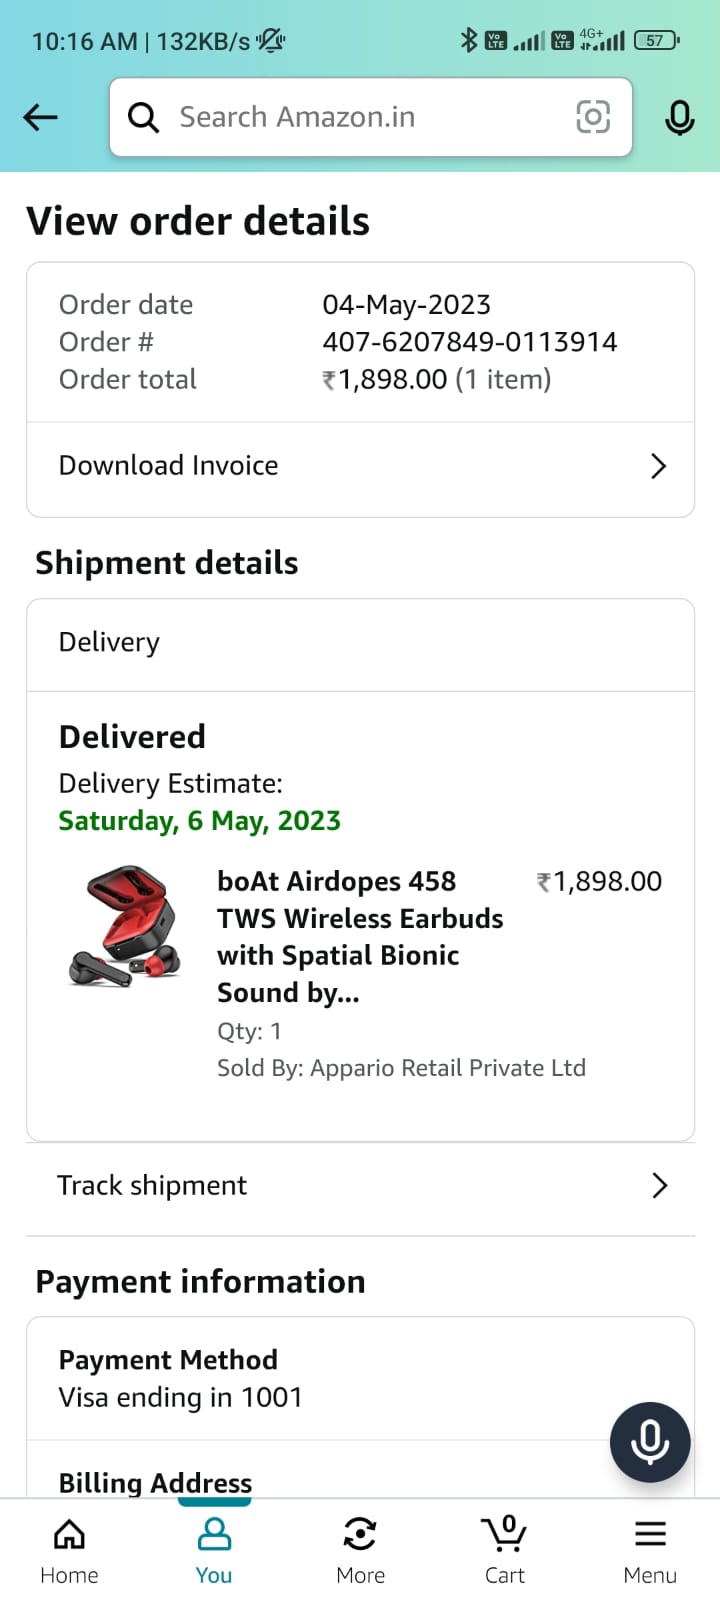 10:16 AM | 132KB/s
Vo LTE Vo LTE 4G+ 57
Search Amazon.in
View order details
Order date 04-May-2023
Order # 407-6207849-0113914
Order total ₹1,898.00 (1 item)
Download Invoice
Shipment details
Delivery
Delivered
Delivery Estimate:
Saturday, 6 May, 2023
boAt Airdopes 458 ₹1,898.00
TWS Wireless Earbuds
with Spatial Bionic
Sound by...
Qty: 1
Sold By: Appario Retail Private Ltd
Track shipment
Payment information
Payment Method
Visa ending in 1001
Billing Address
0
Home You More Cart Menu